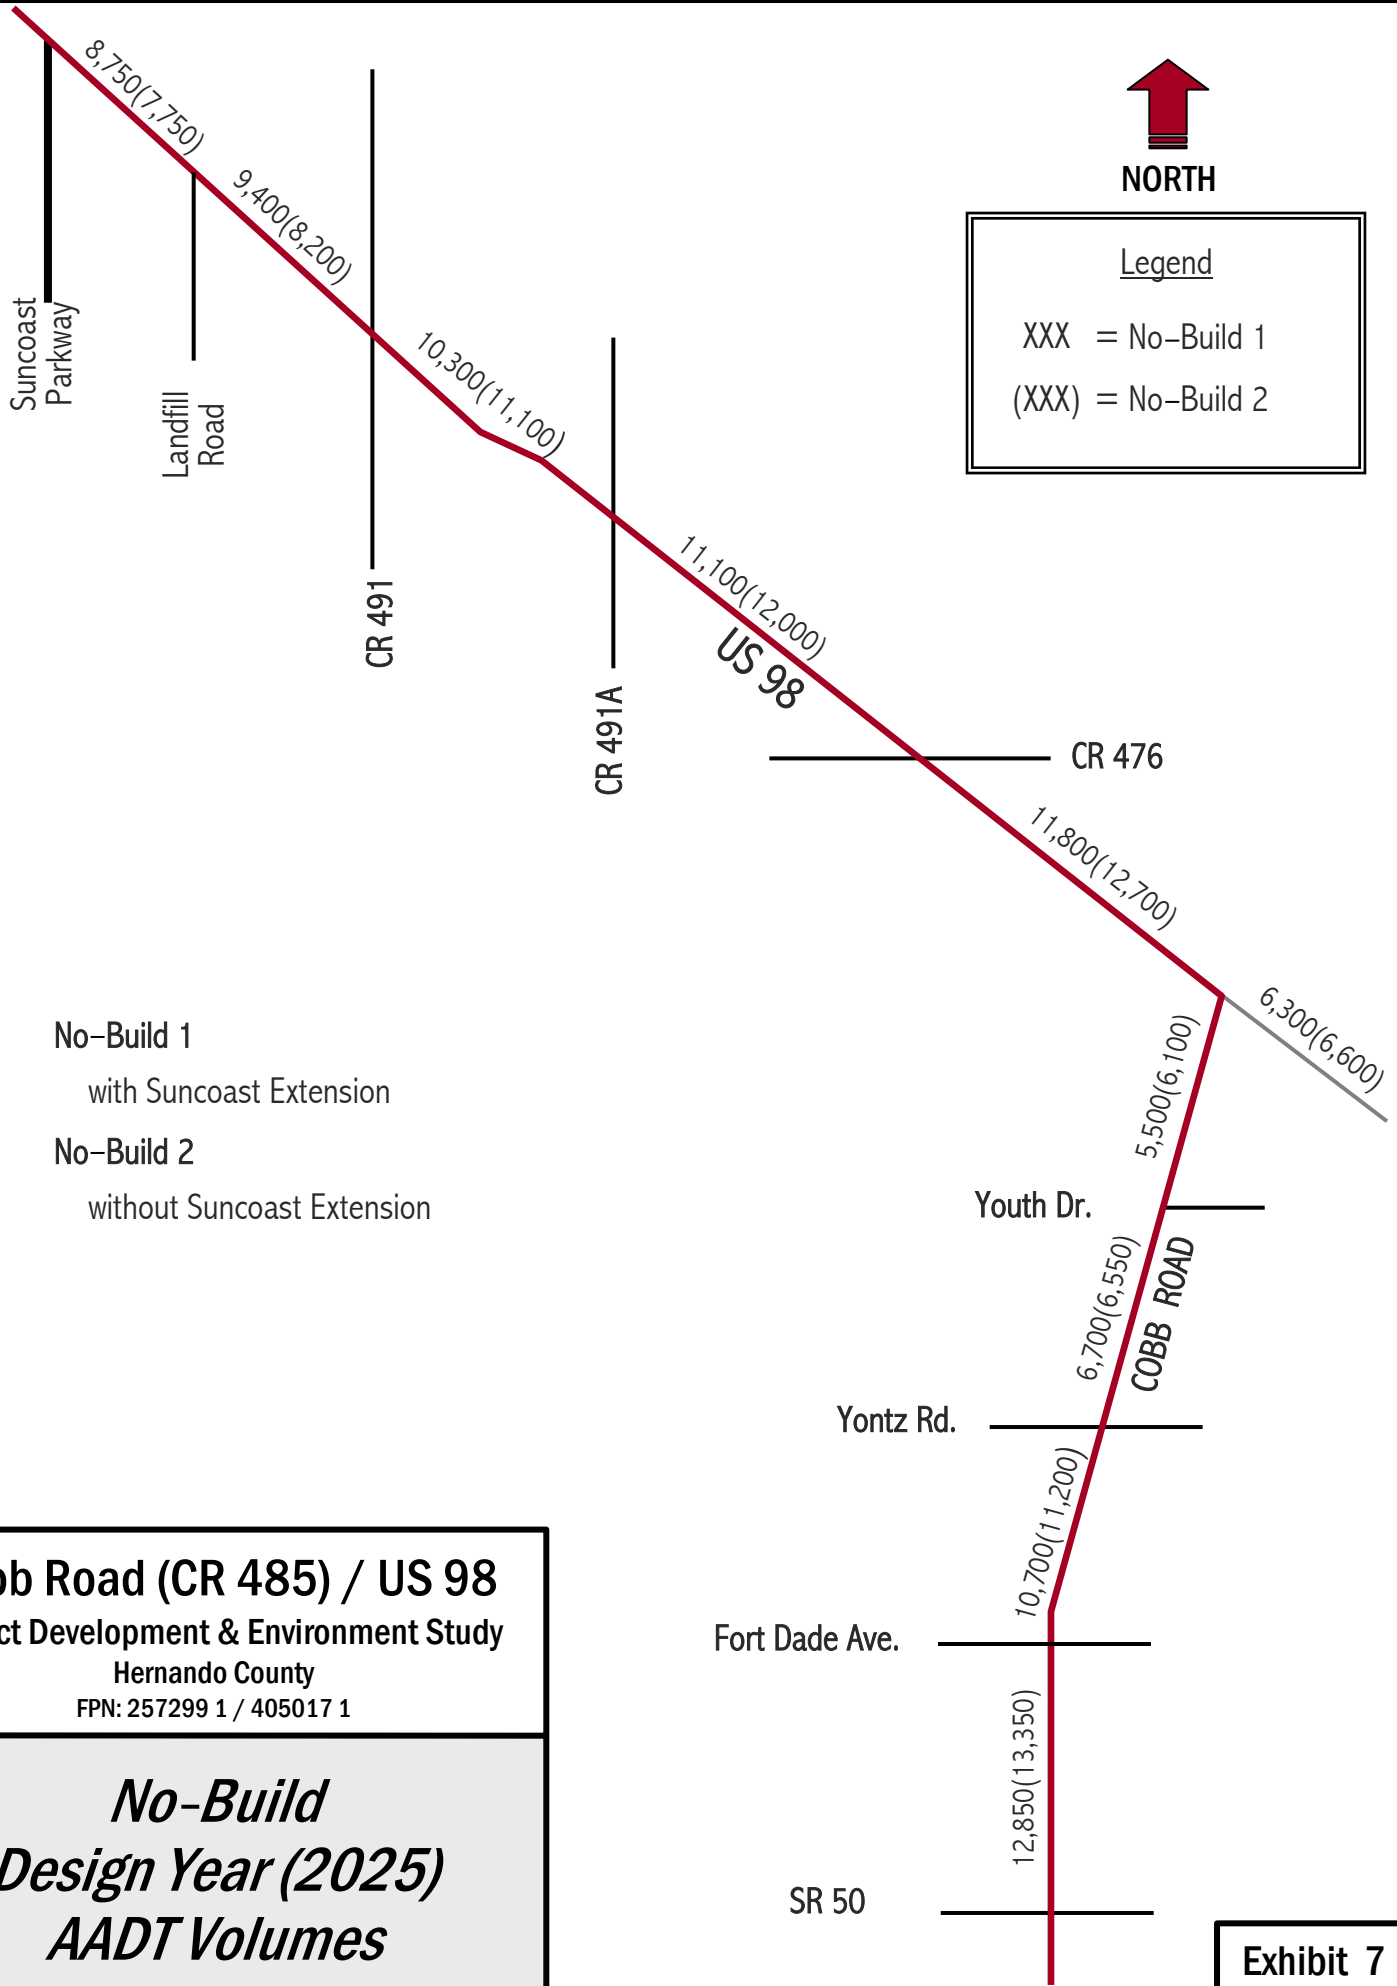 8,750(7,750)
9,400(8,200)
NORTH
Legend
XXX = No-Build 1
(XXX) = No-Build 2
Suncoast
Parkway
Landfill
Road
10,300(11,100)
CR 491
CR 491A
11,100(12,000)
US 98
CR 476
11,800(12,700)
6,300(6,600)
No-Build 1
with Suncoast Extension
No-Build 2
without Suncoast Extension
5,500(6,100)
Youth Dr.
6,700(6,550)
COBB ROAD
Yontz Rd.
10,700(11,200)
Fort Dade Ave.
12,850(13,350)
SR 50
Road (CR 485) / US 98
Development & Environment Study
Hernando County
FPN: 257299 1 / 405017 1
No-Build
Design Year (2025)
AADT Volumes
Exhibit 7